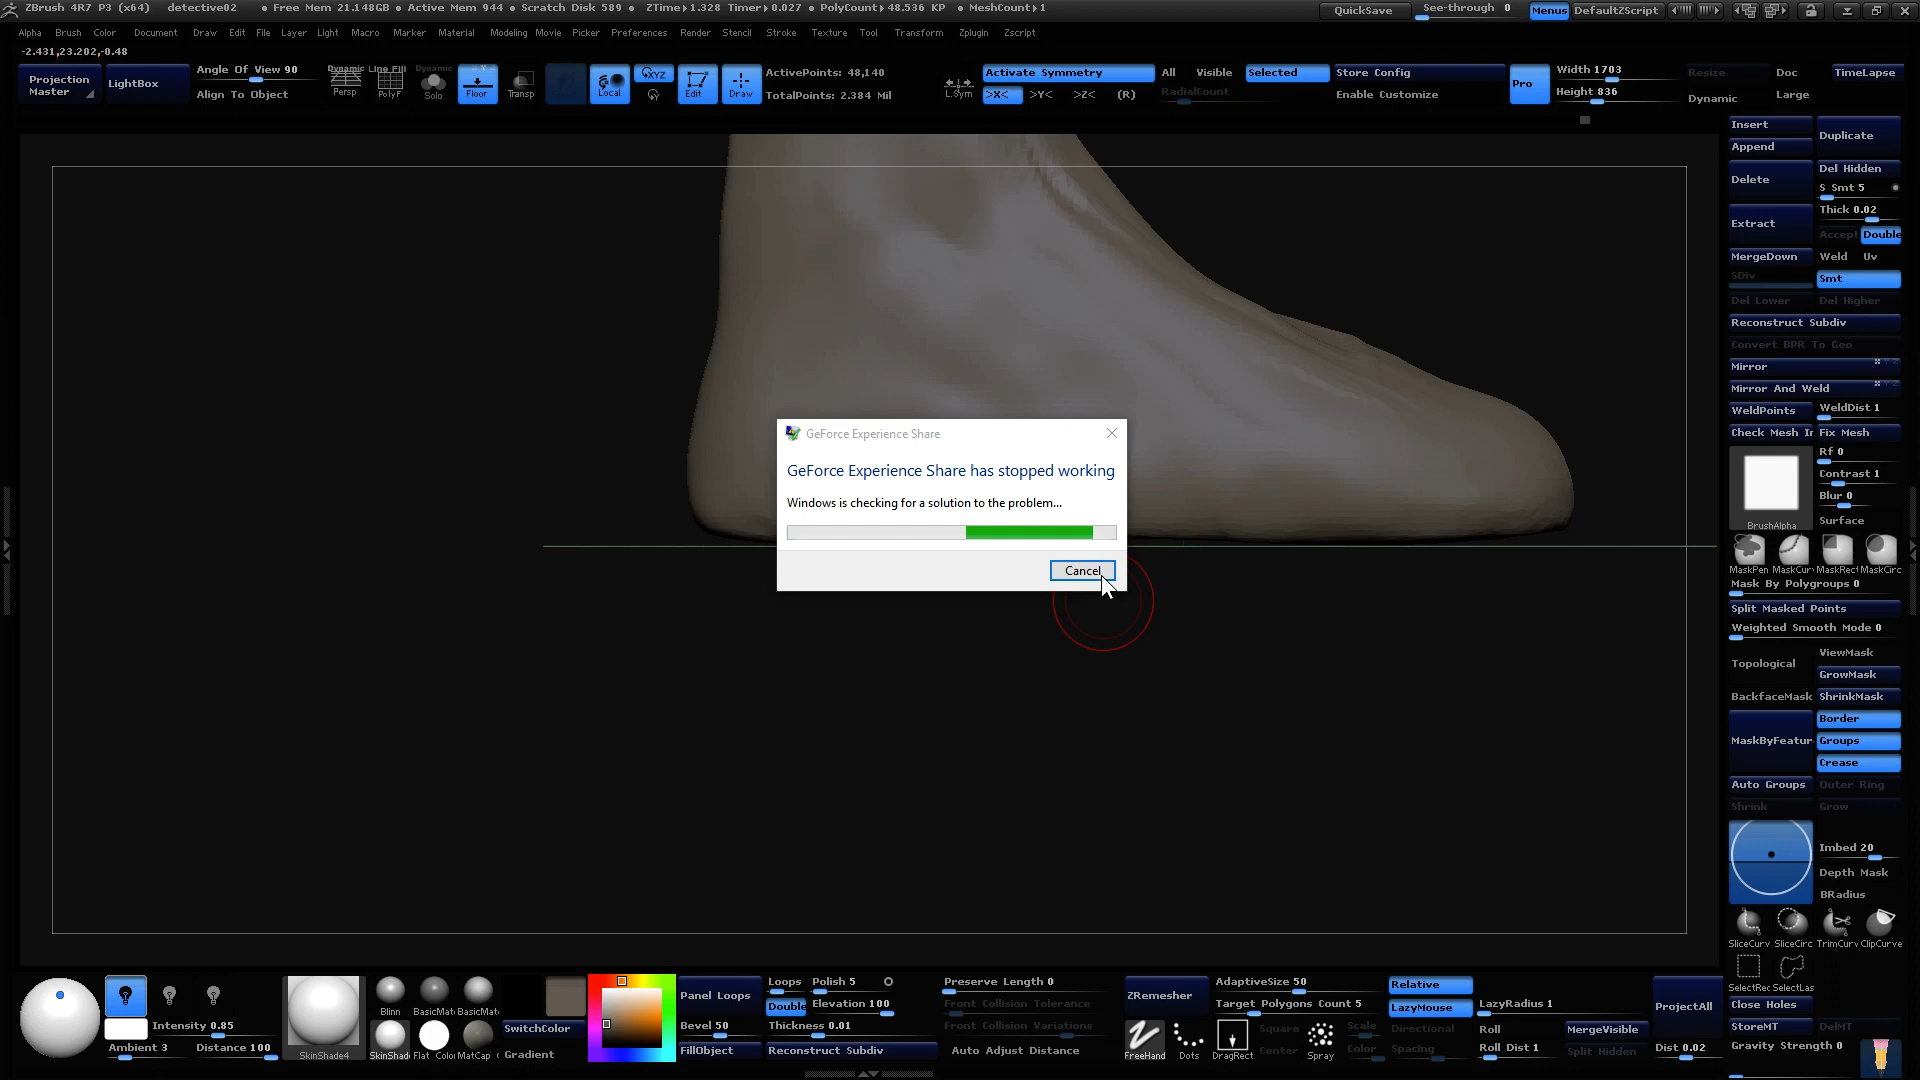 ZBrush 4R7 P3 (x64) detective02 • Free Mem 21.148GB • Active Mem 944 • Scratch Disk 589 • ZTime▸1.328 Timer▸0.027 • PolyCount▸48.536 KP • MeshCount▸1 QuickSave See-through 0 Menus DefaultZScript
Alpha Brush Color Document Draw Edit File Layer Light Macro Marker Material Modeling Movie Picker Preferences Render Stencil Stroke Texture Tool Transform Zplugin Zscript
-2.431,23.202,-0.48
Projection Master
LightBox
Angle Of View 90
Align To Object
Dynamic
Persp
Line Fill
PolyF
Dynamic
Solo
Floor
Transp
Local
XYZ
Edit
Draw
ActivePoints: 48,140
TotalPoints: 2.384 Mil
L.Sym
Activate Symmetry
>X< >Y< >Z< (R)
All Visible Selected
RadialCount
Store Config
Enable Customize
Pro
Width 1703
Height 836
Resize
Dynamic
Doc
Large
TimeLapse
Insert
Append
Duplicate
Delete
Del Hidden
S Smt 5
Extract
Thick 0.02
Accept Double
MergeDown Weld Uv
SDiv Smt
Del Lower Del Higher
Reconstruct Subdiv
Convert BPR To Geo
Mirror
Mirror And Weld
WeldPoints WeldDist 1
Check Mesh In Fix Mesh
Rf 0
Contrast 1
Blur 0
Surface
BrushAlpha
MaskPen MaskCurv MaskRect MaskCirc
Mask By Polygroups 0
Split Masked Points
Weighted Smooth Mode 0
Topological
ViewMask
GrowMask
BackfaceMask ShrinkMask
MaskByFeatur
Border
Groups
Crease
Auto Groups Outer Ring
Shrink Grow
Imbed 20
Depth Mask
BRadius
SliceCurv SliceCirc TrimCurv ClipCurve
SelectRec SelectLas
Close Holes
StoreMT DelMT
Gravity Strength 0
GeForce Experience Share
GeForce Experience Share has stopped working
Windows is checking for a solution to the problem...
Cancel
Intensity 0.85
Ambient 3 Distance 100
SkinShade4
Blinn BasicMat BasicMat
SkinShad Flat Color MatCap
SwitchColor
Gradient
Panel Loops
Loops Polish 5
Double Elevation 100
Bevel 50 Thickness 0.01
FillObject Reconstruct Subdiv
Preserve Length 0
Front Collision Tolerance
Front Collision Variations
Auto Adjust Distance
ZRemesher
AdaptiveSize 50
Target Polygons Count 5
FreeHand Dots DragRect
Square
Center
Spray
Scale
Color
Relative
LazyMouse LazyRadius 1
Directional Roll
Spacing Roll Dist 1
MergeVisible
Split Hidden
ProjectAll
Dist 0.02